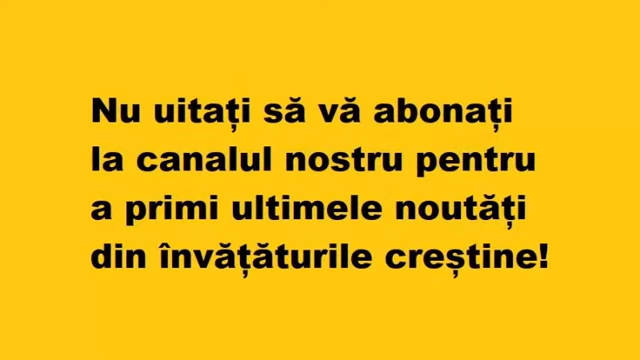 Nu uitați să vă abonați
la canalul nostru pentru
a primi ultimele noutăți
din învățăturile creștine!